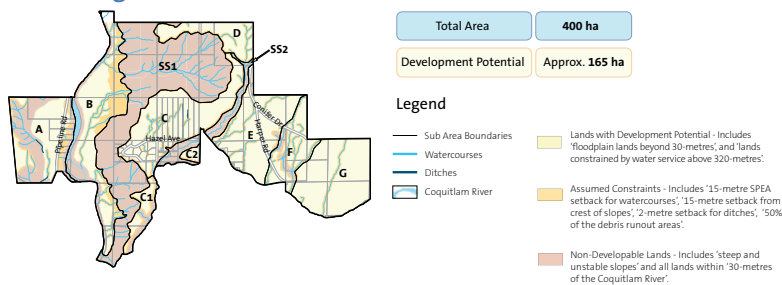 Total Area
400 ha
Development Potential
Approx. 165 ha
Legend
Sub Area Boundaries
Watercourses
Ditches
Coquitlam River
Lands with Development Potential - Includes
'floodplain lands beyond 30-metres', and 'lands
constrained by water service above 320-metres'.
Assumed Constraints - Includes '15-metre SPEA
setback for watercourses', '15-metre setback from
crest of slopes', '2-metre setback for ditches', '50%
of the debris runout areas'.
Non-Developable Lands - Includes 'steep and
unstable slopes' and all lands within '30-metres
of the Coquitlam River'.
D
SS2
SS1
B
A
Pipeline Rd
C
Hazel Ave
C2
C1
Conifer Dr
Harper Rd
E
F
G